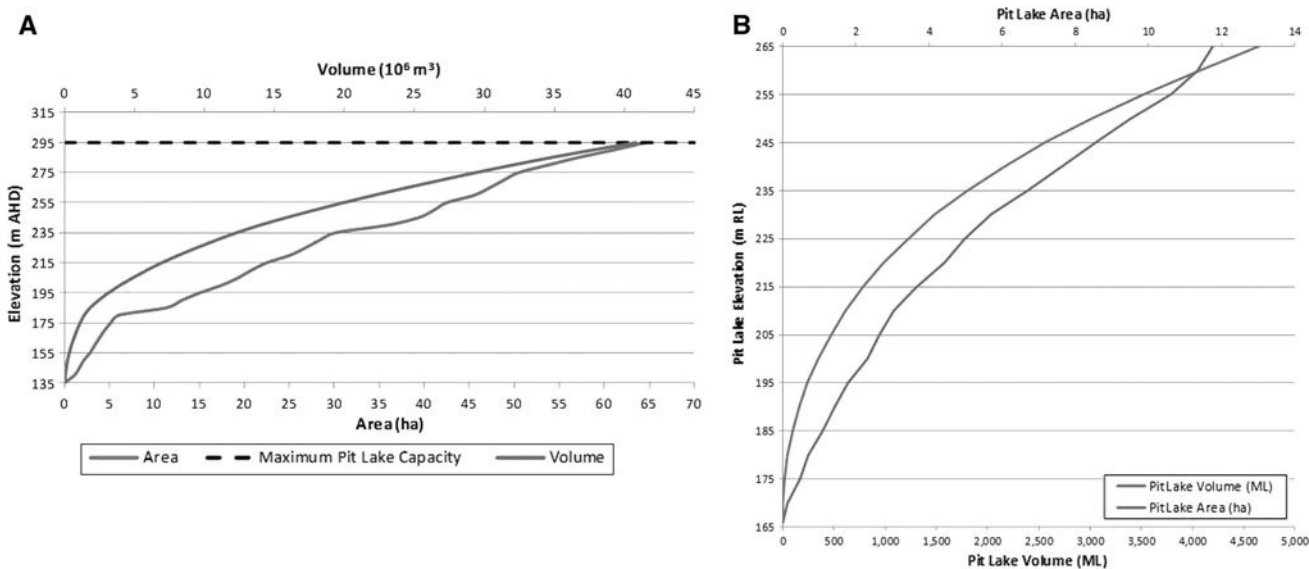 A
Volume (10⁶ m³)
0 5 10 15 20 25 30 35 40 45
Elevation (m AHD)
315
295
275
255
235
215
195
175
155
135
0 5 10 15 20 25 30 35 40 45 50 55 60 65 70
Area (ha)
Area Maximum Pit Lake Capacity Volume
B
Pit Lake Area (ha)
0 2 4 6 8 10 12 14
Pit Lake Elevation (m RL)
265
255
245
235
225
215
205
195
185
175
165
Pit Lake Volume (ML)
Pit Lake Area (ha)
0 500 1,000 1,500 2,000 2,500 3,000 3,500 4,000 4,500 5,000
Pit Lake Volume (ML)